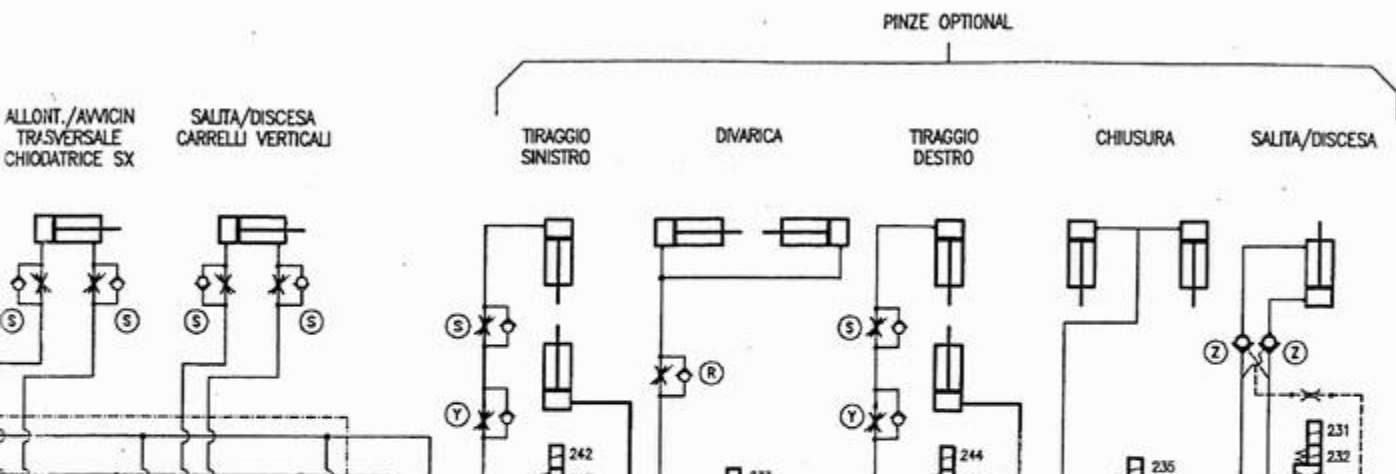 PINZE OPTIONAL
ALLONT./AVVICIN
TRASVERSALE
CHIODATRICE SX
SALITA/DISCESA
CARRELLI VERTICALI
TIRAGGIO
SINISTRO
DIVARICA
TIRAGGIO
DESTRO
CHIUSURA
SALITA/DISCESA
S
S
S
S
S
Y
R
S
Y
Z
Z
242
244
235
231
232